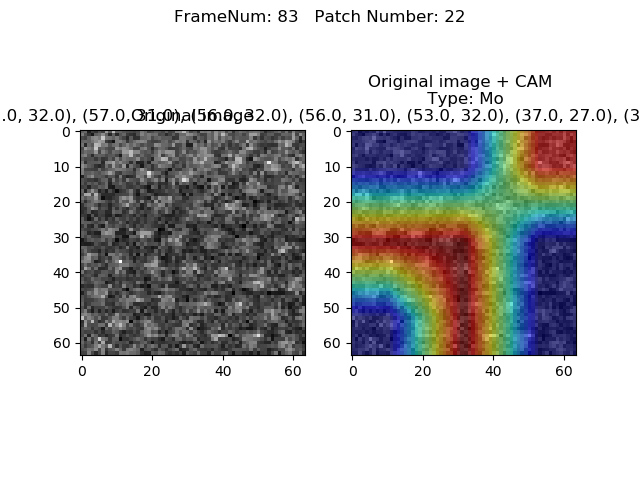 FrameNum: 83   Patch Number: 22
Original image + CAM
Type: Mo
.0, 32.0), (57.0, 31.0), (56.0, 32.0), (56.0, 31.0), (53.0, 32.0), (37.0, 27.0), (3
Original image
0
10
20
30
40
50
60
0 20 40 60
0
10
20
30
40
50
60
0 20 40 60